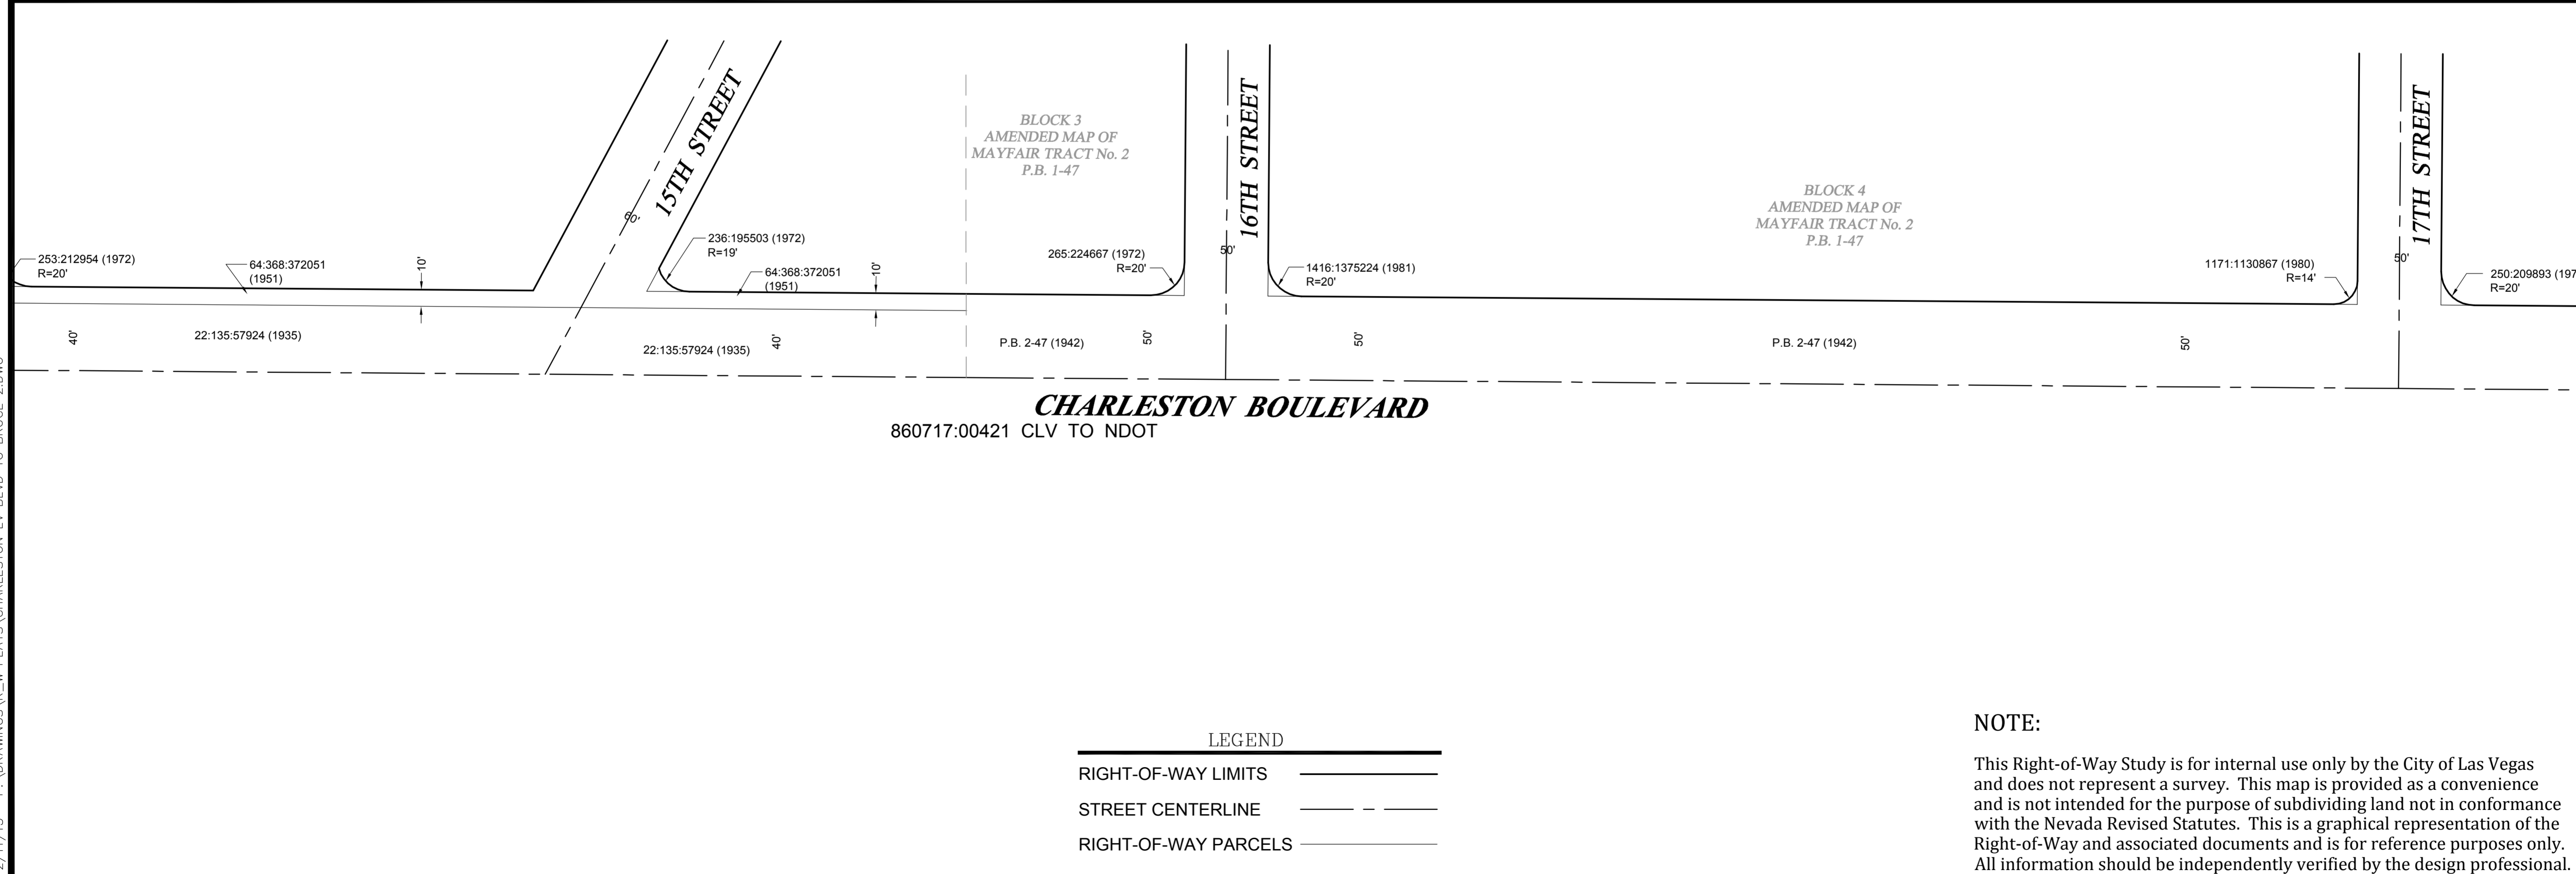 15TH STREET
60'
BLOCK 3
AMENDED MAP OF
MAYFAIR TRACT No. 2
P.B. 1-47
16TH STREET
50'
BLOCK 4
AMENDED MAP OF
MAYFAIR TRACT No. 2
P.B. 1-47
17TH STREET
50'
253:212954 (1972)
R=20'
64:368:372051
(1951)
10'
236:195503 (1972)
R=19'
64:368:372051
(1951)
10'
265:224667 (1972)
R=20'
1416:1375224 (1981)
R=20'
1171:1130867 (1980)
R=14'
250:209893 (197
R=20'
40'
22:135:57924 (1935)
22:135:57924 (1935)
40'
P.B. 2-47 (1942)
50'
50'
P.B. 2-47 (1942)
50'
CHARLESTON BOULEVARD
860717:00421 CLV TO NDOT
LEGEND
RIGHT-OF-WAY LIMITS
STREET CENTERLINE
RIGHT-OF-WAY PARCELS
NOTE:
This Right-of-Way Study is for internal use only by the City of Las Vegas
and does not represent a survey. This map is provided as a convenience
and is not intended for the purpose of subdividing land not in conformance
with the Nevada Revised Statutes. This is a graphical representation of the
Right-of-Way and associated documents and is for reference purposes only.
All information should be independently verified by the design professional.